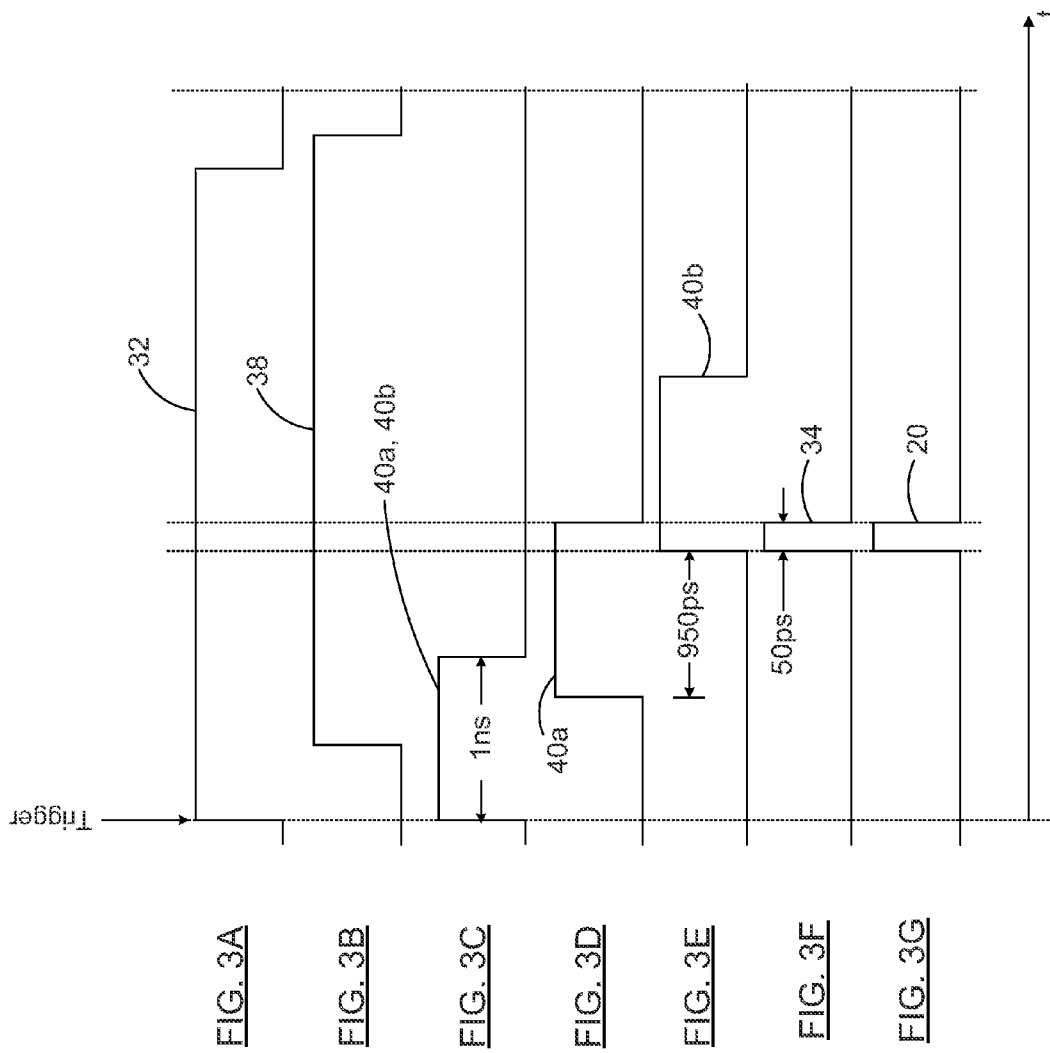 Trigger
32
38
40a, 40b
1ns
40a
950ps
40b
50ps
34
20
t
FIG. 3A
FIG. 3B
FIG. 3C
FIG. 3D
FIG. 3E
FIG. 3F
FIG. 3G